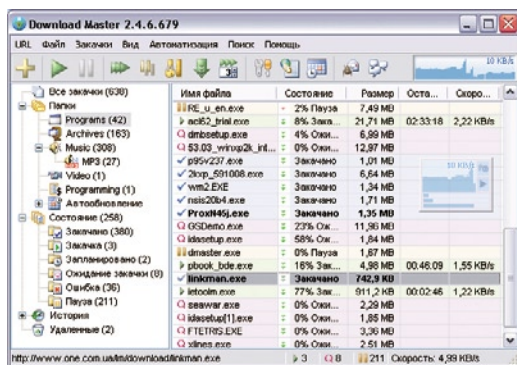 Download Master 2.4.6.679
URL Файл Закачки Вид Автоматизация Поиск Помощь
10 KB/s
Все закачки (638)
Папки
Programs (42)
Archives (163)
Music (308)
MP3 (27)
Video (1)
Programming (1)
Автообновление
Состояние (258)
Закачано (380)
Закачка (3)
Запланировано (2)
Ожидание закачки (8)
Ошибка (36)
Пауза (211)
История
Удаленные (2)
Имя файла Состояние Размер Оста... Скоро...
RE_u_en.exe 2% Пауза 7,49 MB
acl62_trial.exe 8% Зака... 21,71 MB 02:33:18 2,22 KB/s
dmbsetup.exe 4% Ожи... 6,99 MB
53.03_winxp2k_int... 0% Ожи... 12,97 MB
p95v237.exe Закачано 1,01 MB
2kxp_591008.exe Закачано 6,64 MB
wm2.EXE Закачано 1,34 MB
nsis20b4.exe Закачано 1,71 MB
ProxN45j.exe Закачано 1,35 MB
GSDemo.exe 23% Ож... 11,96 MB
idasetup.exe 58% Ож... 1,84 MB
dmaster.exe 0% Пауза 1,67 MB
pbook_bde.exe 16% Зак... 4,98 MB 00:46:09 1,55 KB/s
linkman.exe Закачано 742,9 KB
letoolm.exe 77% Зак... 911,2 KB 00:02:46 1,22 KB/s
seawar.exe 0% Ожи... 2,29 MB
idasetup[1].exe 0% Ожи... 1,85 MB
FTETRIS.EXE 0% Ожи... 3,36 MB
xlines.exe 0% Ожи... 2,51 MB
10 KB/s
http://www.one.com.ua/lm/download/linkman.exe 3 8 211 Скорость: 4,99 KB/s